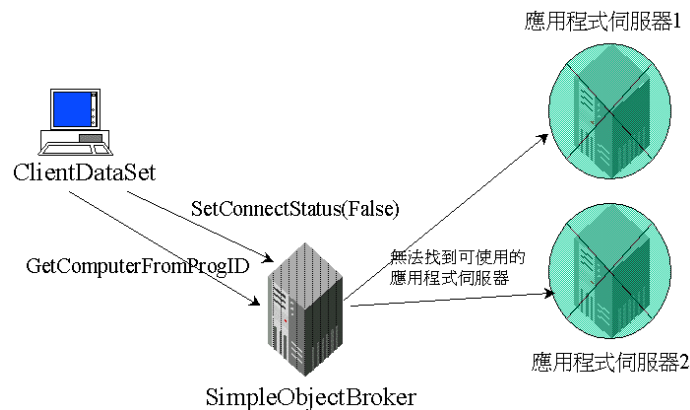 應用程式伺服器1
ClientDataSet
SetConnectStatus(False)
GetComputerFromProgID
無法找到可使用的
應用程式伺服器
應用程式伺服器2
SimpleObjectBroker